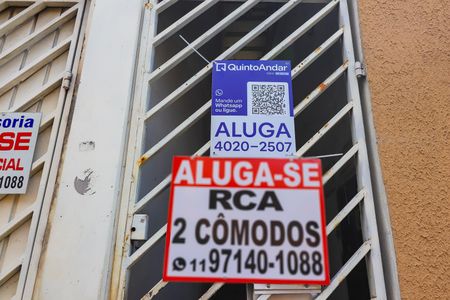 QuintoAndar
Mande um
Whatsapp
ou ligue.
ALUGA
4020-2507
ALUGA-SE
RCA
2 CÔMODOS
11 97140-1088
soria
SE
CIAL
1088